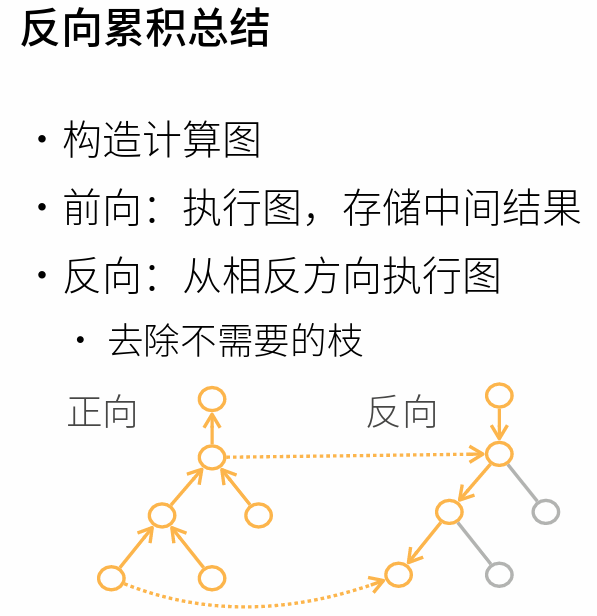 反向累积总结
• 构造计算图
• 前向：执行图，存储中间结果
• 反向：从相反方向执行图
• 去除不需要的枝
正向 反向